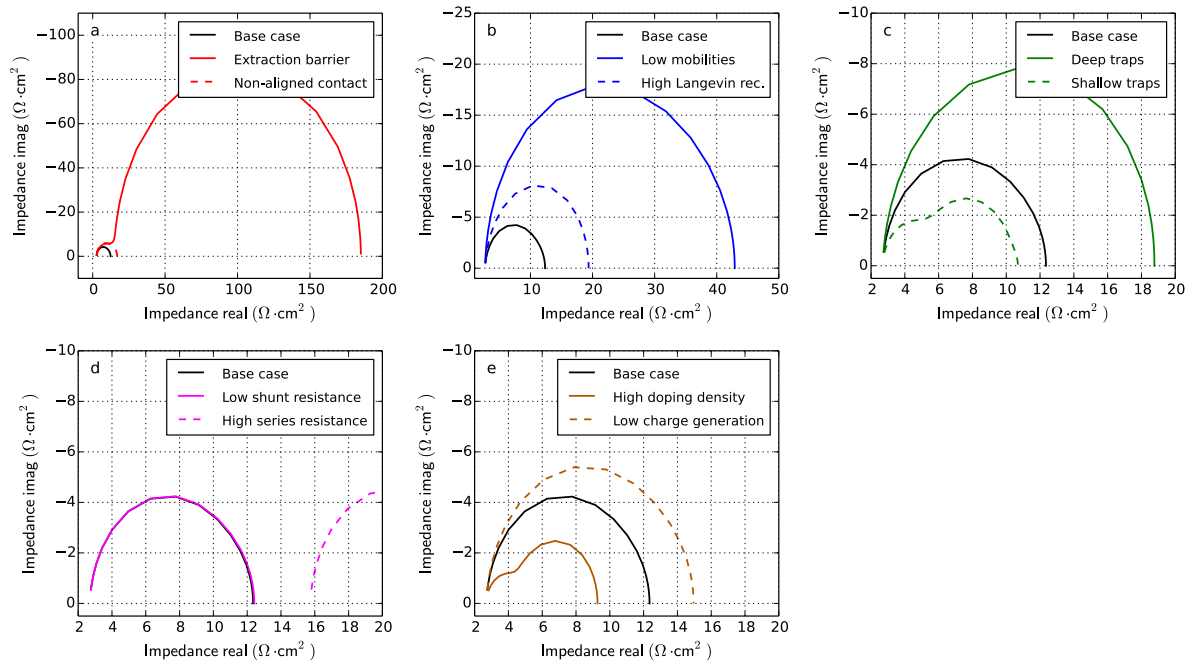 a
Base case
Extraction barrier
Non-aligned contact
−100
−80
−60
−40
−20
0
0 50 100 150 200
Impedance real (Ω·cm²)
Impedance imag (Ω·cm²)
b
Base case
Low mobilities
High Langevin rec.
−25
−20
−15
−10
−5
0
10 20 30 40 50
Impedance real (Ω·cm²)
Impedance imag (Ω·cm²)
c
Base case
Deep traps
Shallow traps
−10
−8
−6
−4
−2
0
2 4 6 8 10 12 14 16 18 20
Impedance real (Ω·cm²)
Impedance imag (Ω·cm²)
d
Base case
Low shunt resistance
High series resistance
−10
−8
−6
−4
−2
0
2 4 6 8 10 12 14 16 18 20
Impedance real (Ω·cm²)
Impedance imag (Ω·cm²)
e
Base case
High doping density
Low charge generation
−10
−8
−6
−4
−2
0
2 4 6 8 10 12 14 16 18 20
Impedance real (Ω·cm²)
Impedance imag (Ω·cm²)